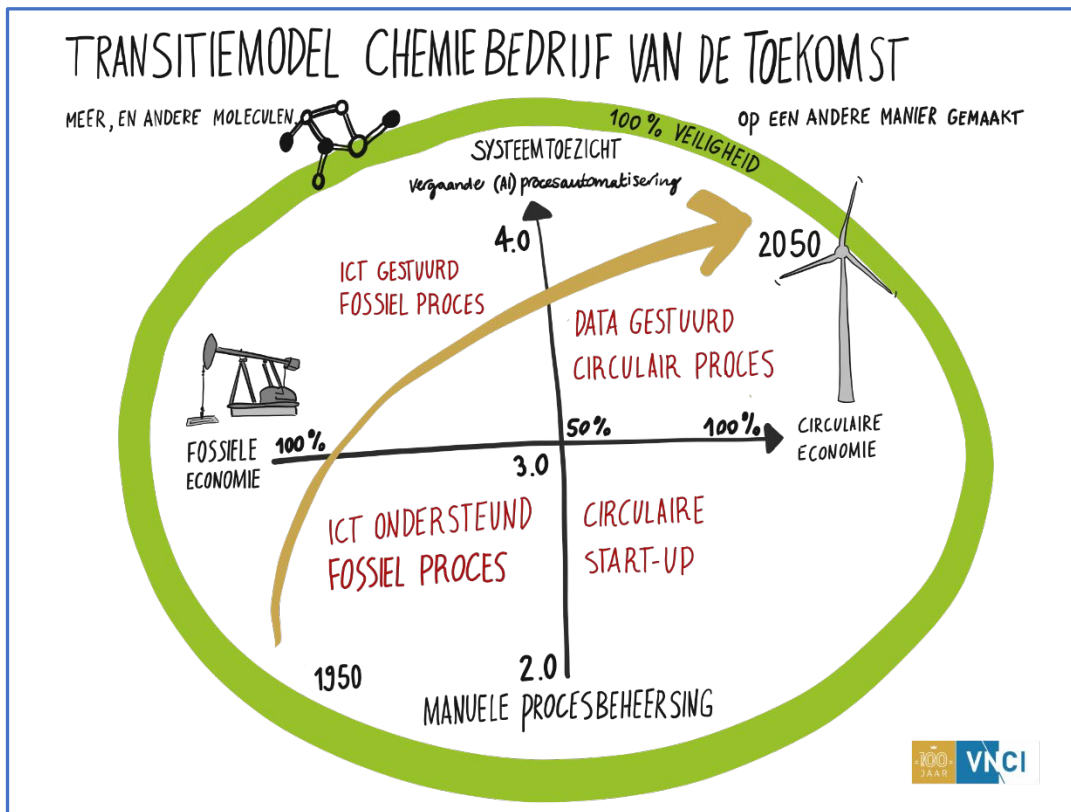 TRANSITIEMODEL CHEMIEBEDRIJF VAN DE TOEKOMST
MEER, EN ANDERE MOLECULEN,
OP EEN ANDERE MANIER GEMAAKT
100% VEILIGHEID
SYSTEEMTOEZICHT
vergaande (AI) procesautomatisering
4.0
2050
ICT GESTUURD
FOSSIEL PROCES
DATA GESTUURD
CIRCULAIR PROCES
FOSSIELE
ECONOMIE
100%
50%
100%
CIRCULAIRE
ECONOMIE
3.0
ICT ONDERSTEUND
FOSSIEL PROCES
CIRCULAIRE
START-UP
1950
2.0
MANUELE PROCESBEHEERSING
100
JAAR
VNCI